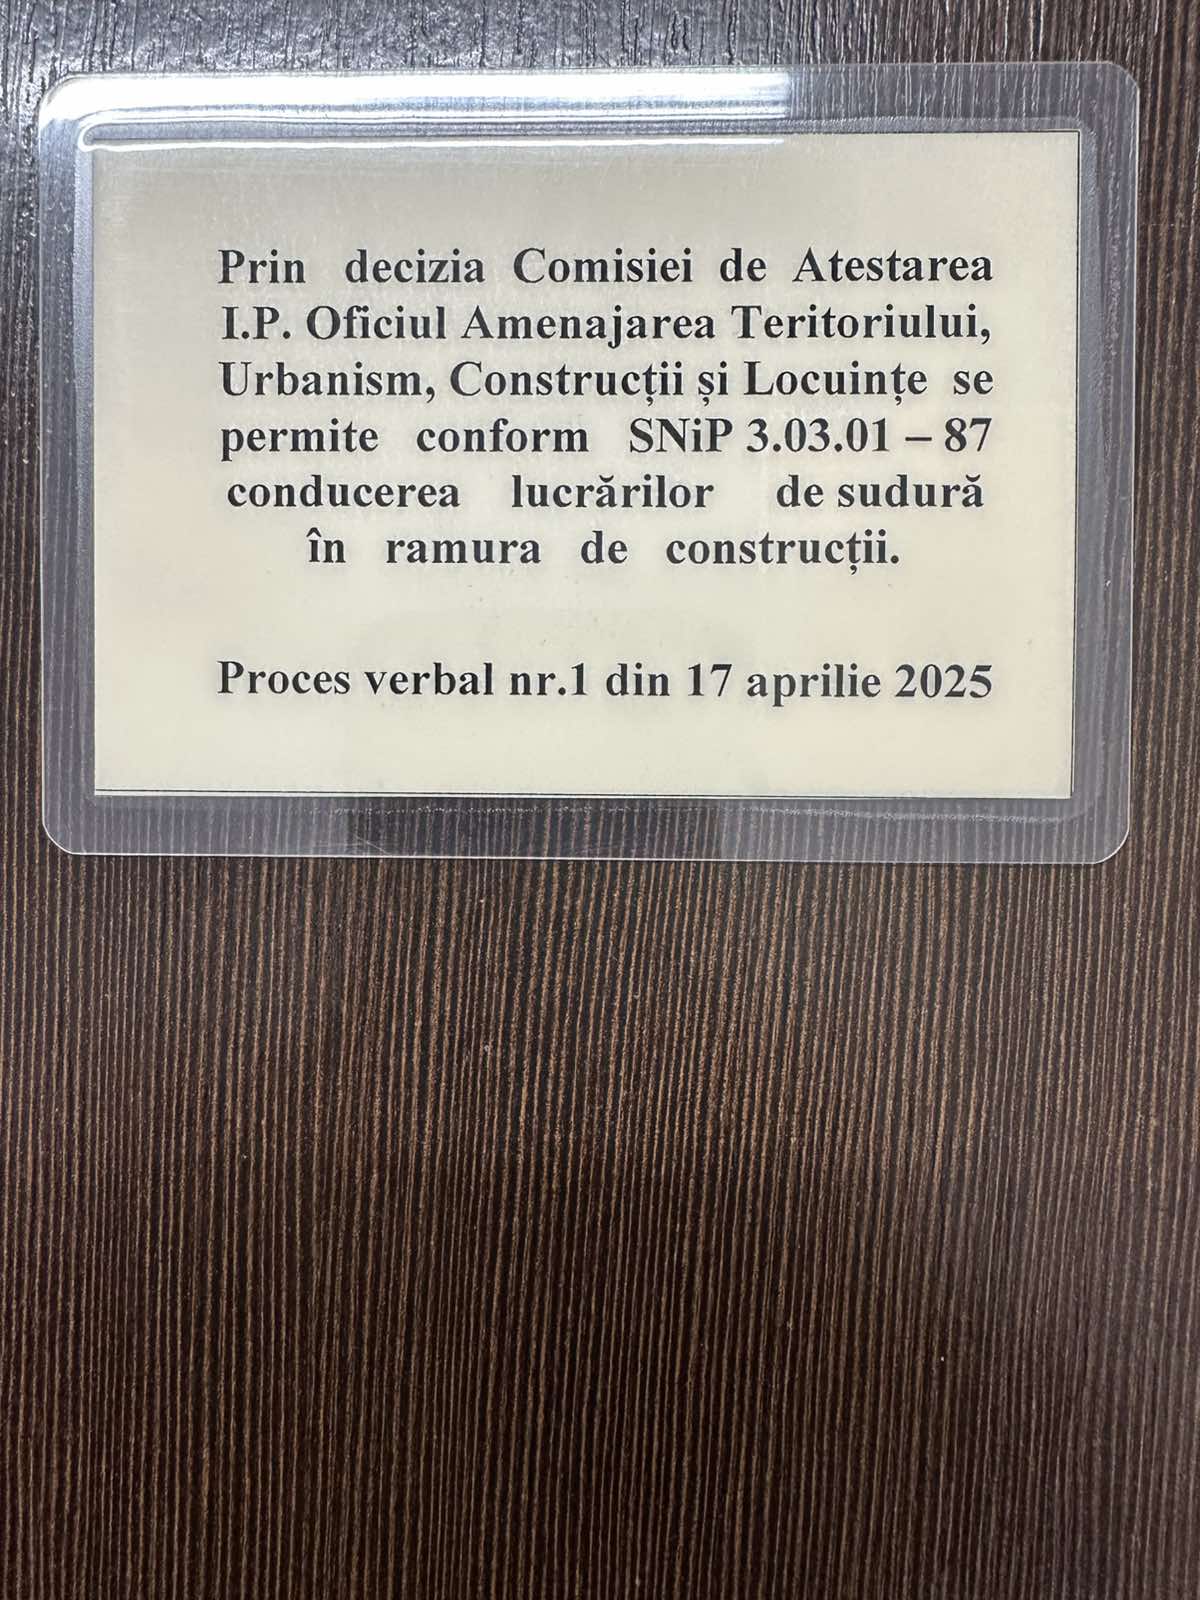 Prin decizia Comisiei de Atestarea
I.P. Oficiul Amenajarea Teritoriului,
Urbanism, Construcții și Locuințe se
permite conform SNiP 3.03.01 – 87
conducerea lucrărilor de sudură
în ramura de construcții.
Proces verbal nr.1 din 17 aprilie 2025